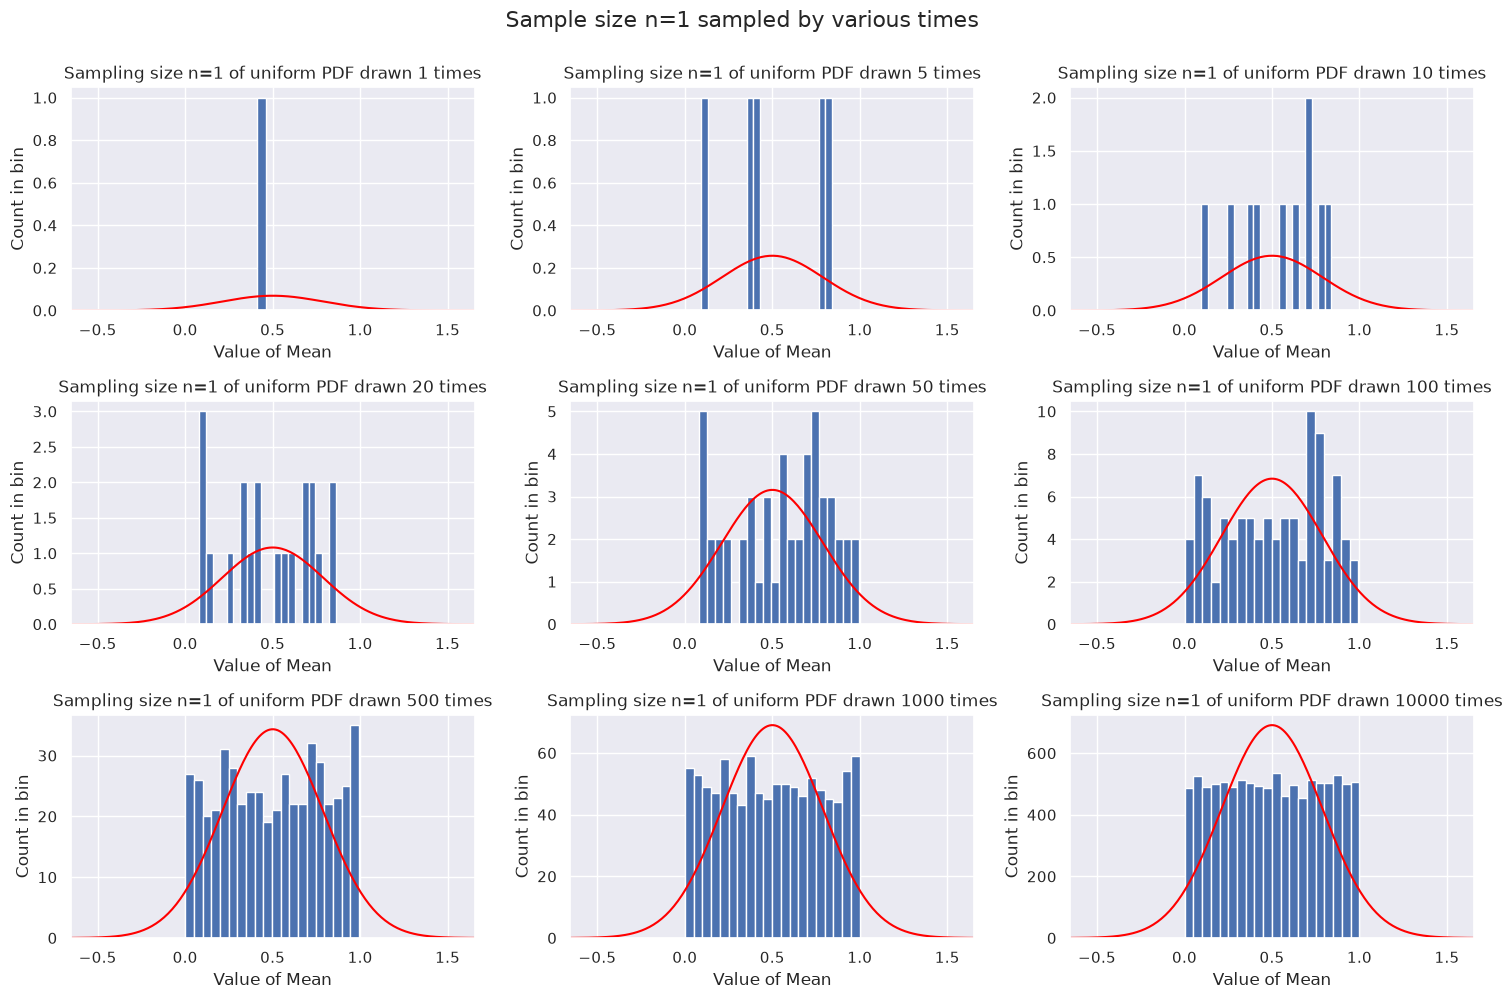 Sample size n=1 sampled by various times
Sampling size n=1 of uniform PDF drawn 1 times
1.0
0.8
0.6
0.4
0.2
0.0
Count in bin
−0.5 0.0 0.5 1.0 1.5
Value of Mean
Sampling size n=1 of uniform PDF drawn 5 times
1.0
0.8
0.6
0.4
0.2
0.0
Count in bin
−0.5 0.0 0.5 1.0 1.5
Value of Mean
Sampling size n=1 of uniform PDF drawn 10 times
2.0
1.5
1.0
0.5
0.0
Count in bin
−0.5 0.0 0.5 1.0 1.5
Value of Mean
Sampling size n=1 of uniform PDF drawn 20 times
3.0
2.5
2.0
1.5
1.0
0.5
0.0
Count in bin
−0.5 0.0 0.5 1.0 1.5
Value of Mean
Sampling size n=1 of uniform PDF drawn 50 times
5
4
3
2
1
0
Count in bin
−0.5 0.0 0.5 1.0 1.5
Value of Mean
Sampling size n=1 of uniform PDF drawn 100 times
10
8
6
4
2
0
Count in bin
−0.5 0.0 0.5 1.0 1.5
Value of Mean
Sampling size n=1 of uniform PDF drawn 500 times
30
20
10
0
Count in bin
−0.5 0.0 0.5 1.0 1.5
Value of Mean
Sampling size n=1 of uniform PDF drawn 1000 times
60
40
20
0
Count in bin
−0.5 0.0 0.5 1.0 1.5
Value of Mean
Sampling size n=1 of uniform PDF drawn 10000 times
600
400
200
0
Count in bin
−0.5 0.0 0.5 1.0 1.5
Value of Mean